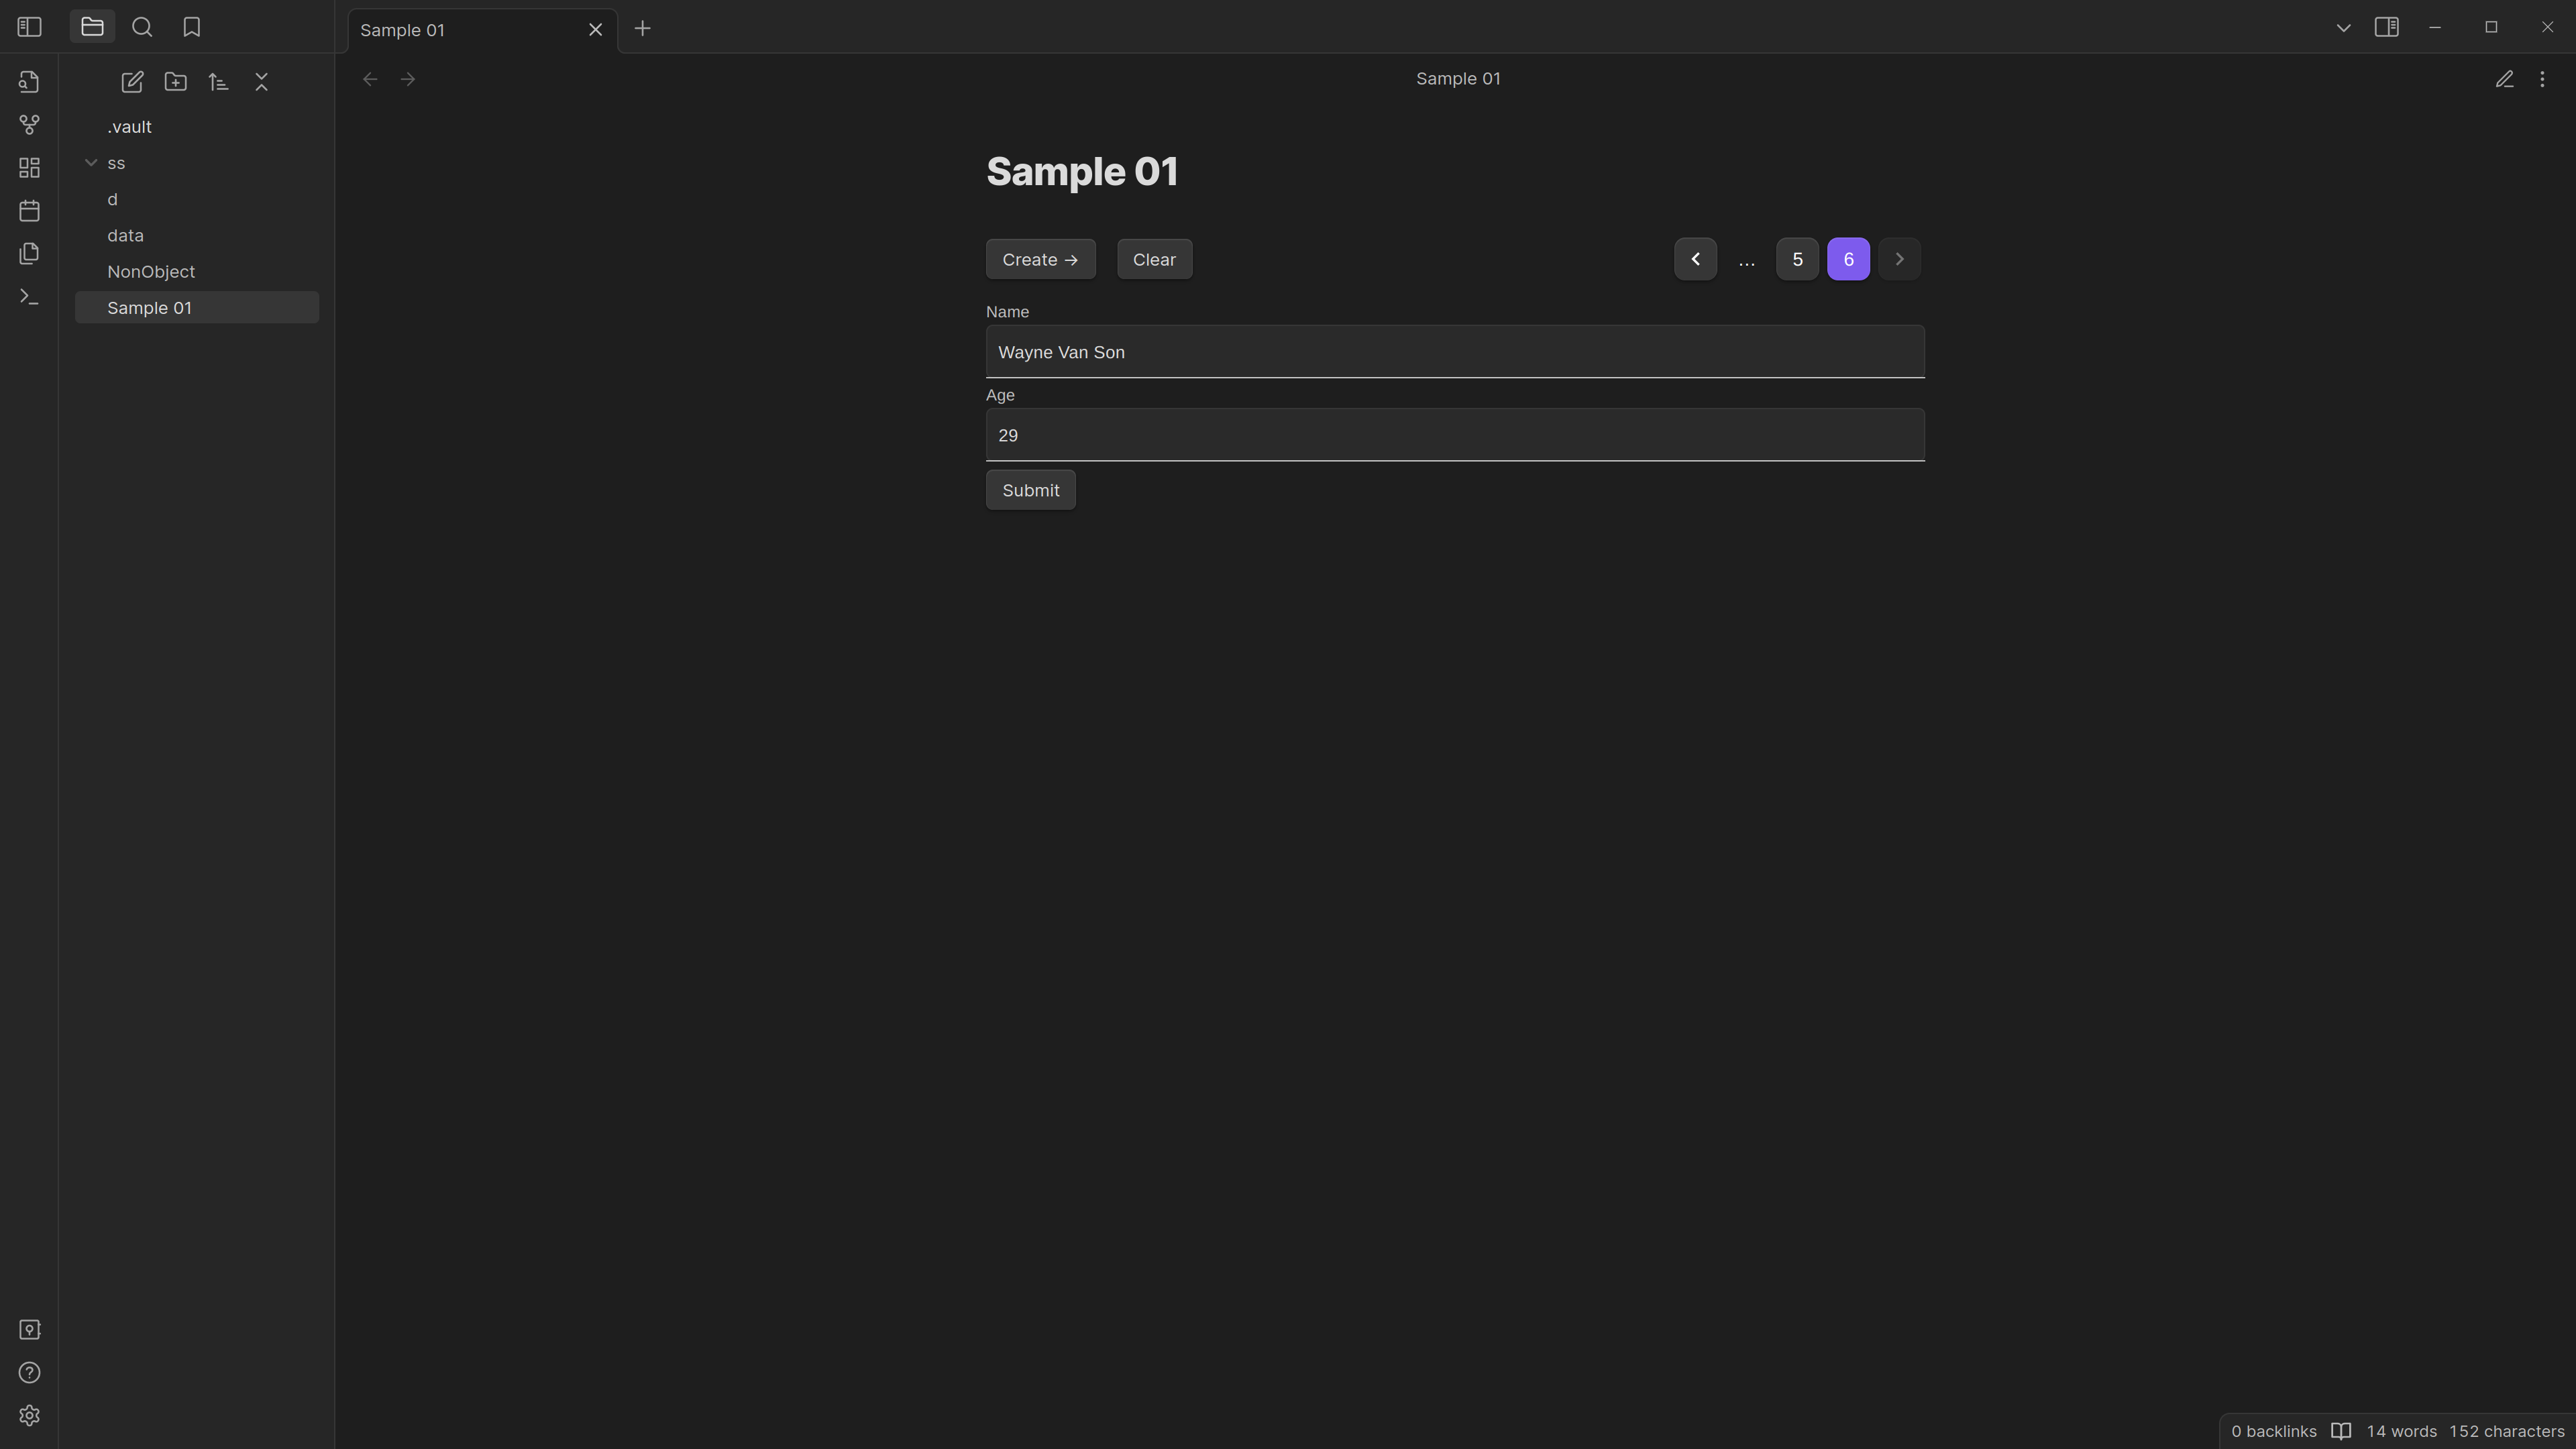 Sample 01
Sample 01
.vault
ss
d
data
NonObject
Sample 01
Sample 01
Create → Clear ... 5 6
Name
Wayne Van Son
Age
29
Submit
0 backlinks 14 words 152 characters